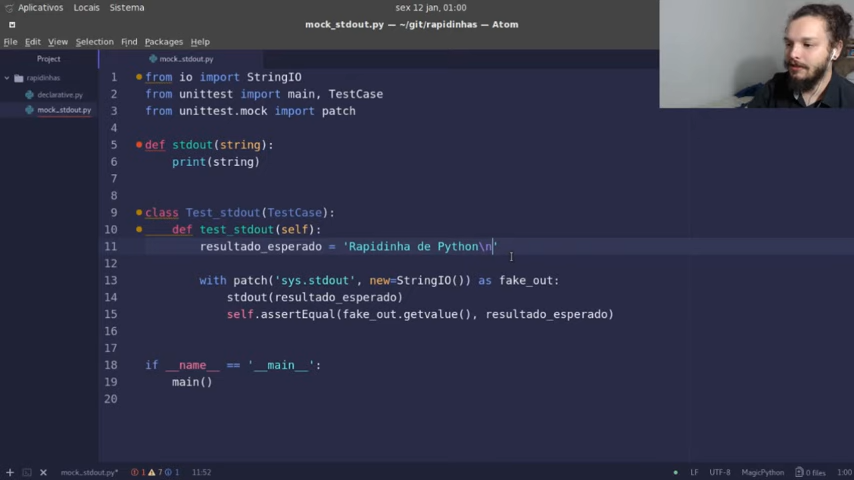 Aplicativos Locais Sistema
sex 12 jan, 01:00
mock_stdout.py — ~/git/rapidinhas — Atom
File Edit View Selection Find Packages Help
Project
mock_stdout.py
rapidinhas
declarative.py
mock_stdout.py
1 from io import StringIO
2 from unittest import main, TestCase
3 from unittest.mock import patch
4
5 def stdout(string):
6 print(string)
7
8
9 class Test_stdout(TestCase):
10 def test_stdout(self):
11 resultado_esperado = 'Rapidinha de Python\n'
12
13 with patch('sys.stdout', new=StringIO()) as fake_out:
14 stdout(resultado_esperado)
15 self.assertEqual(fake_out.getvalue(), resultado_esperado)
16
17
18 if __name__ == '__main__':
19 main()
20
mock_stdout.py* 1 7 1 11:52 LF UTF-8 MagicPython 0 files 1:00